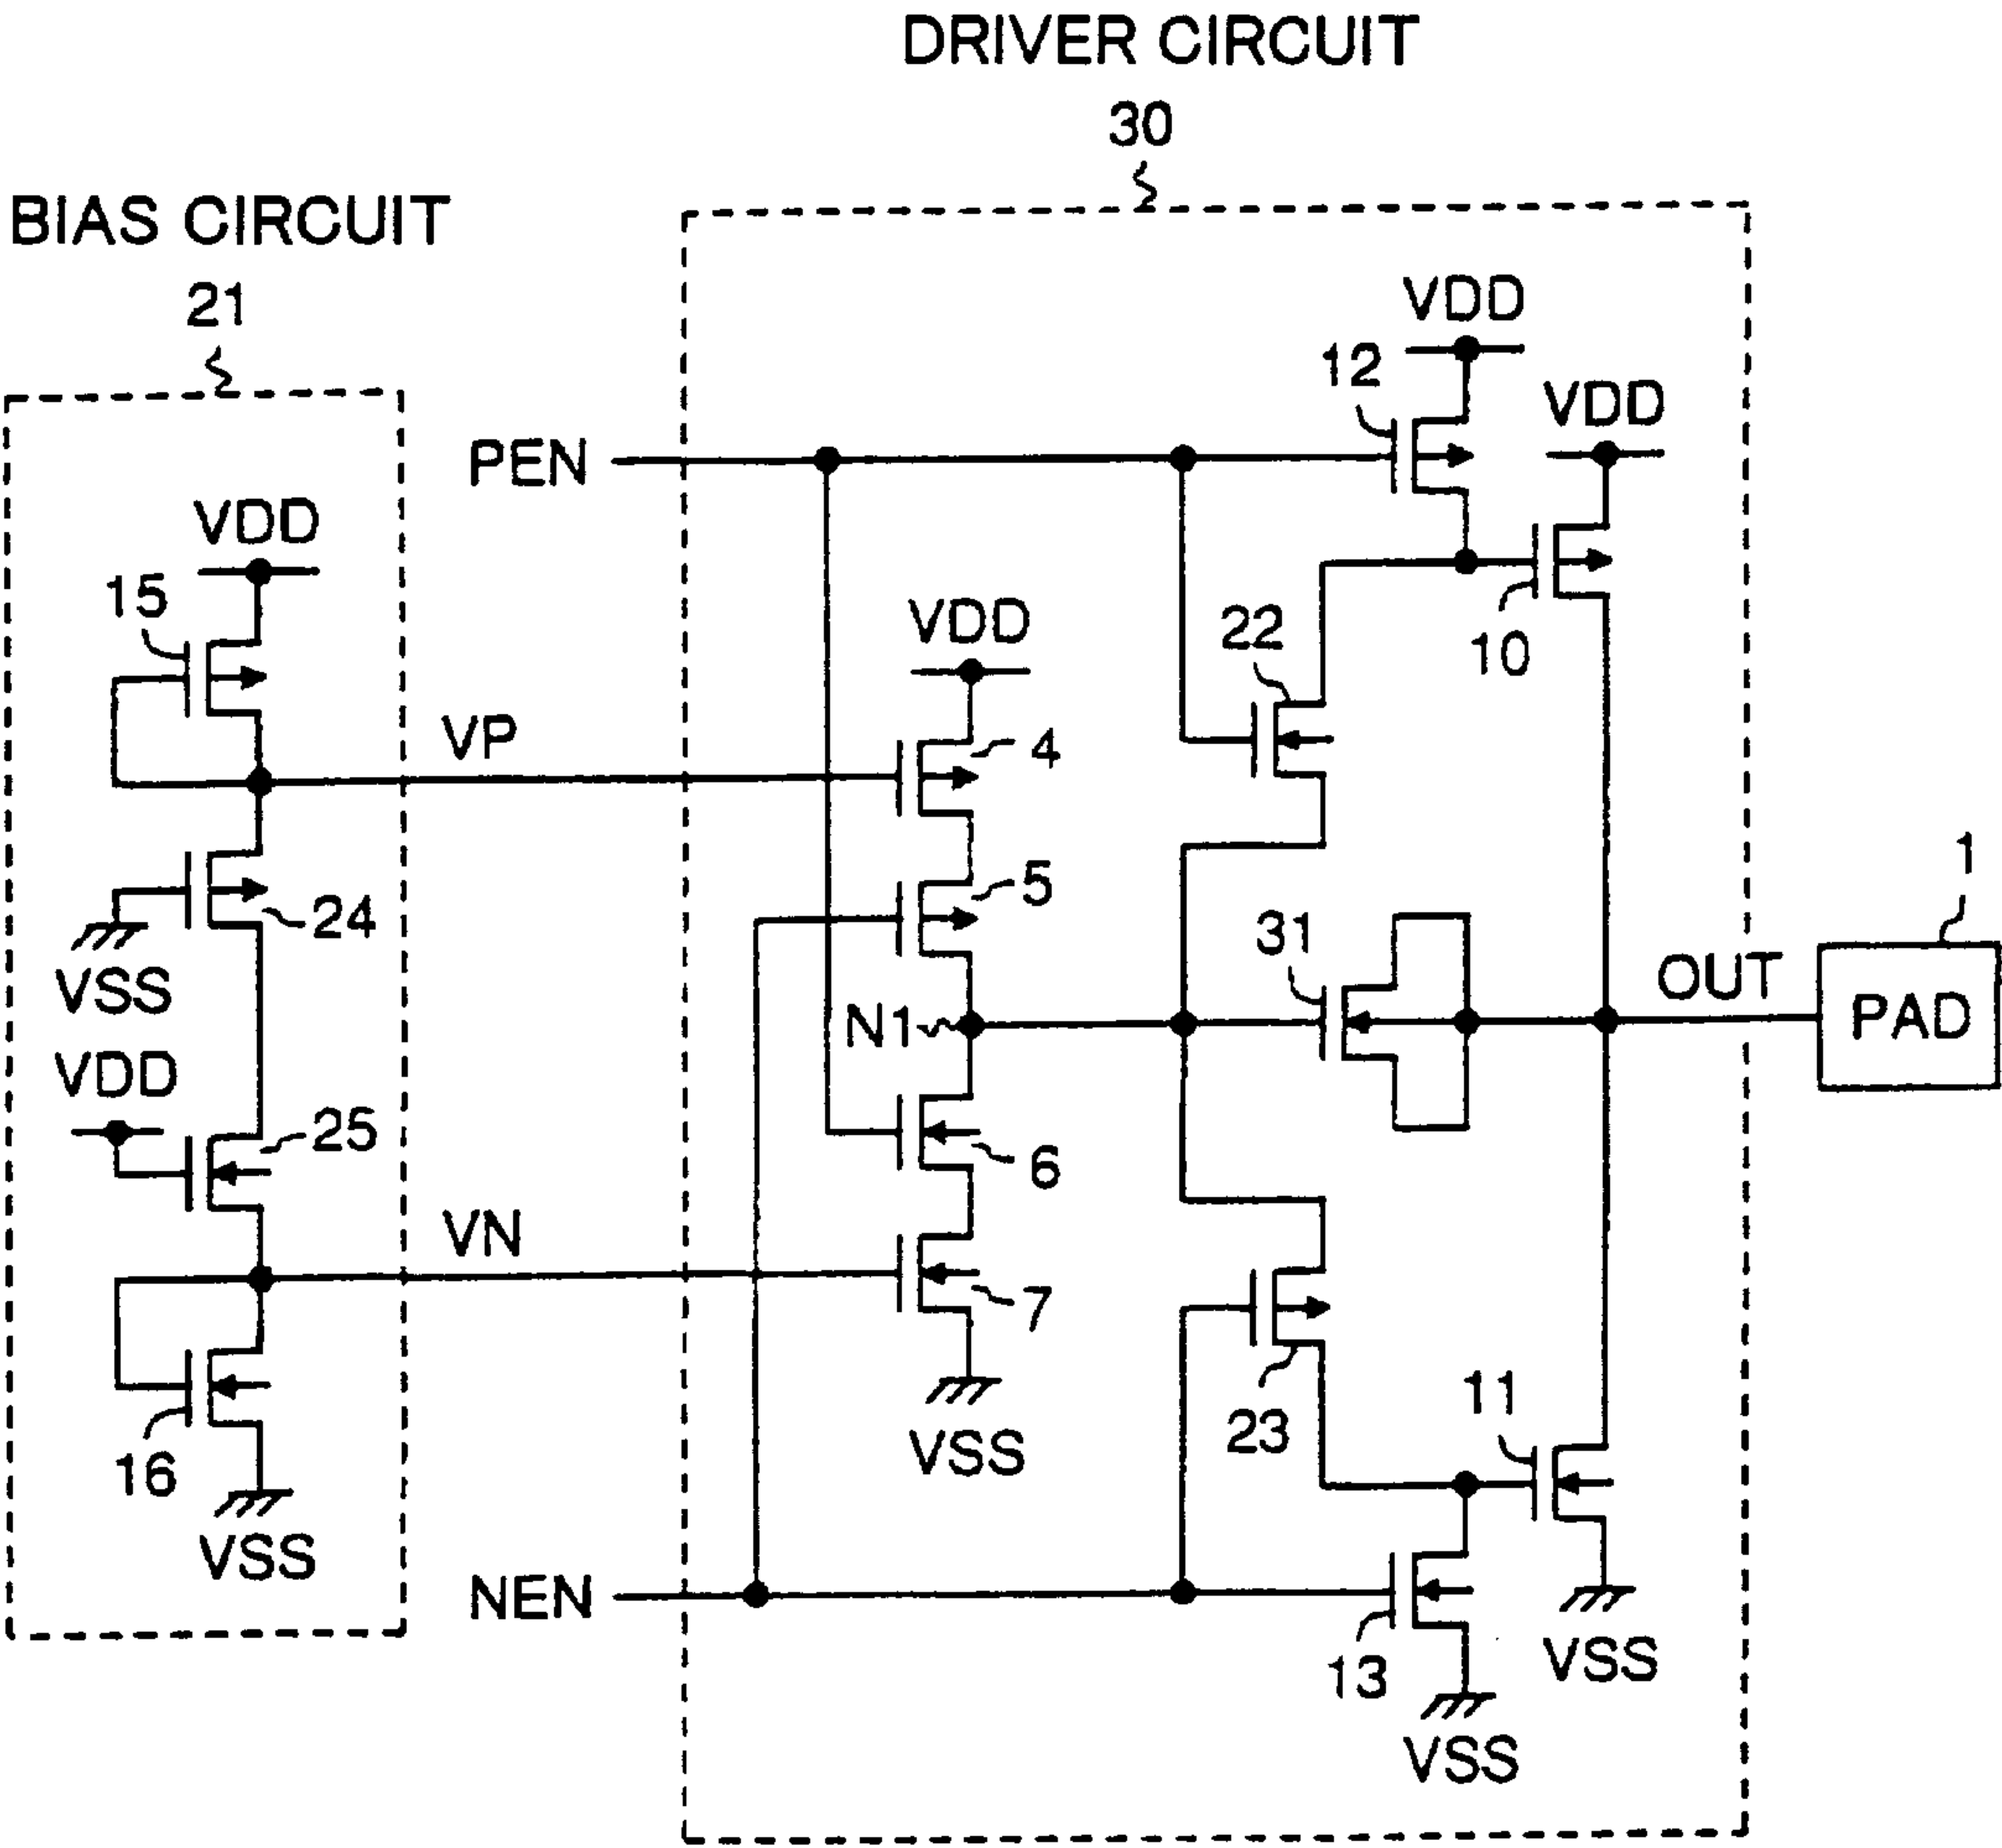 DRIVER CIRCUIT
30
BIAS CIRCUIT
21
VDD
12
VDD
PEN
VDD
15
VDD
22
10
VP
4
1
5
24
31
VSS
OUT
PAD
N1
VDD
25
6
VN
7
11
23
16
VSS
VSS
NEN
13
VSS
VSS